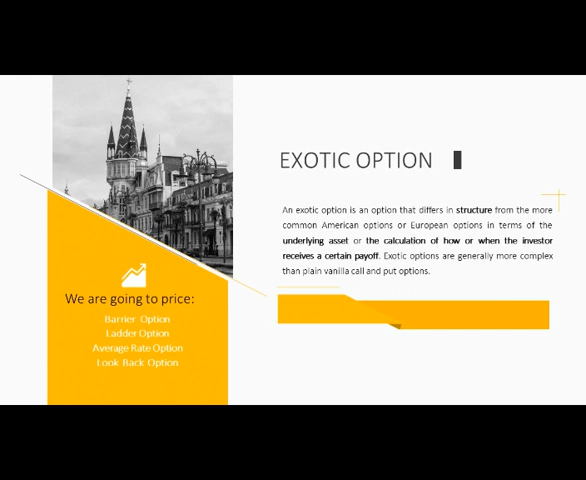 EXOTIC OPTION
An exotic option is an option that differs in structure from the more
common American options or European options in terms of the
underlying asset or the calculation of how or when the investor
receives a certain payoff. Exotic options are generally more complex
than plain vanilla call and put options.
We are going to price:
Barrier Option
Ladder Option
Average Rate Option
Look Back Option